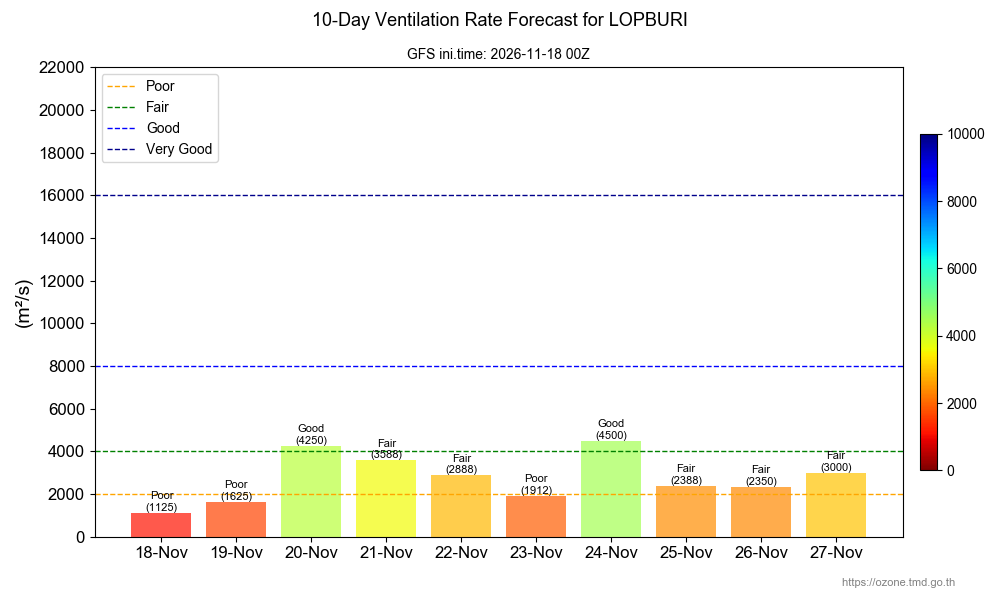 10-Day Ventilation Rate Forecast for LOPBURI
GFS ini.time: 2026-11-18 00Z
22000
20000
18000
16000
14000
12000
10000
8000
6000
4000
2000
0
(m²/s)
Poor
Fair
Good
Very Good
Poor
(1125)
Poor
(1625)
Good
(4250)
Fair
(3588)
Fair
(2888)
Poor
(1912)
Good
(4500)
Fair
(2388)
Fair
(2350)
Fair
(3000)
18-Nov
19-Nov
20-Nov
21-Nov
22-Nov
23-Nov
24-Nov
25-Nov
26-Nov
27-Nov
10000
8000
6000
4000
2000
0
https://ozone.tmd.go.th